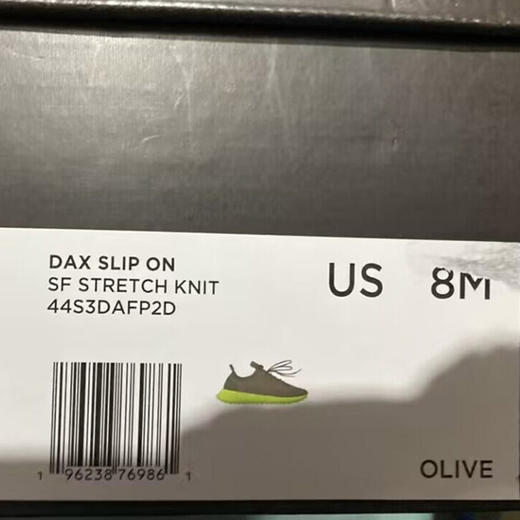 DAX SLIP ON
SF STRETCH KNIT
44S3DAFP2D
US 8M
1 96238 76986 1
OLIVE